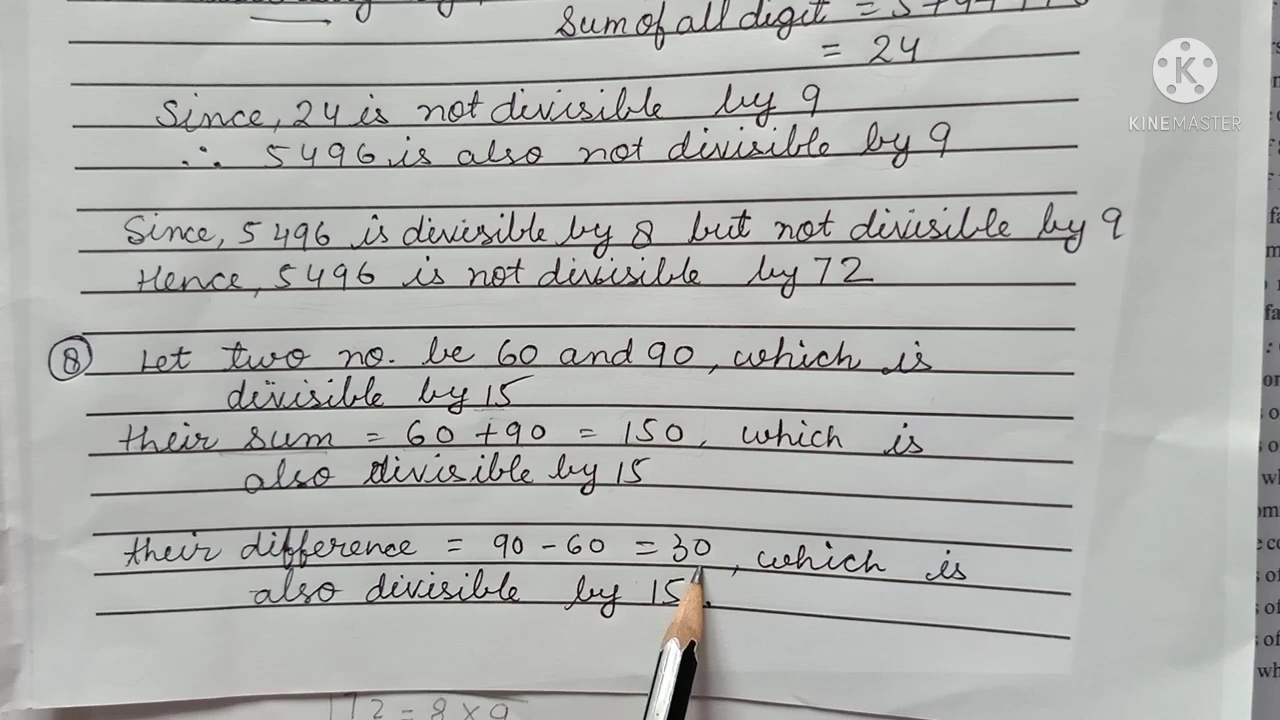 Sum of all digit =
= 24
Since, 24 is not divisible by 9
∴ 5496 is also not divisible by 9
Since, 5496 is divisible by 8 but not divisible by 9
Hence, 5496 is not divisible by 72
8 Let two no. be 60 and 90, which is
divisible by 15
their sum = 60 + 90 = 150, which is
also divisible by 15
their difference = 90 - 60 = 30, which is
also divisible by 15.
72 = 8 × 9
K
KINEMASTER